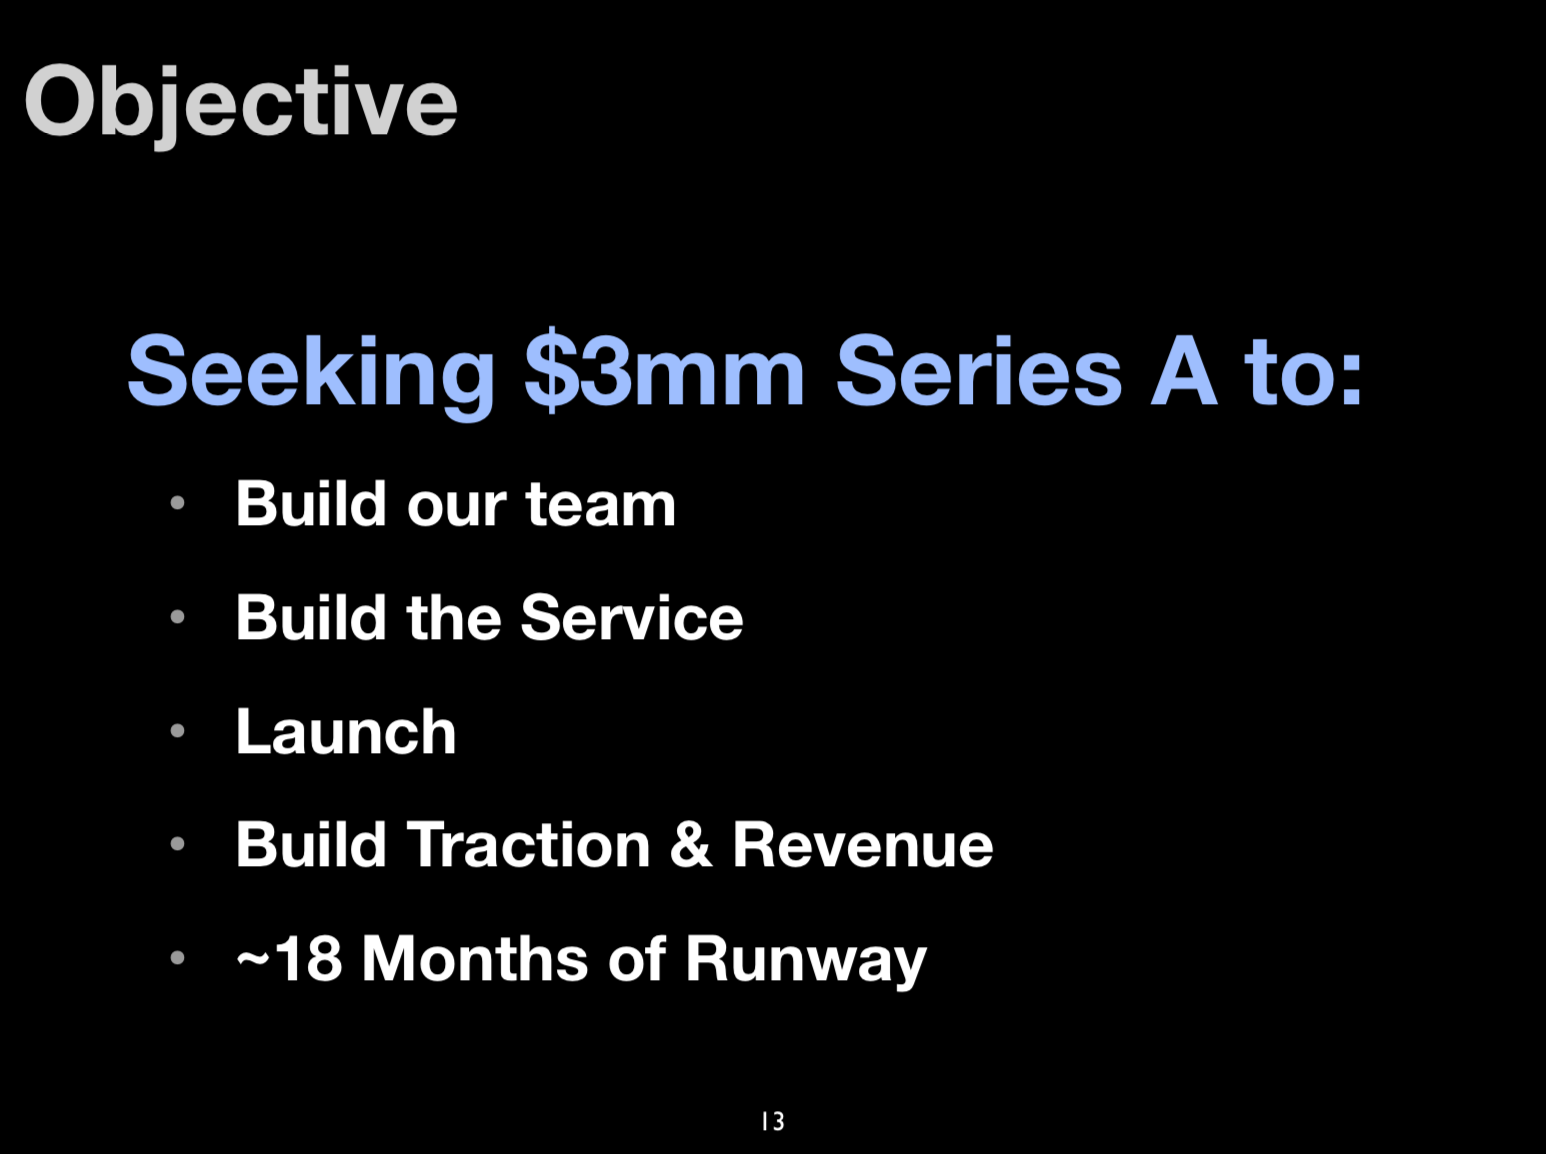 Objective
Seeking $3mm Series A to:
• Build our team
• Build the Service
• Launch
• Build Traction & Revenue
• ~18 Months of Runway
13